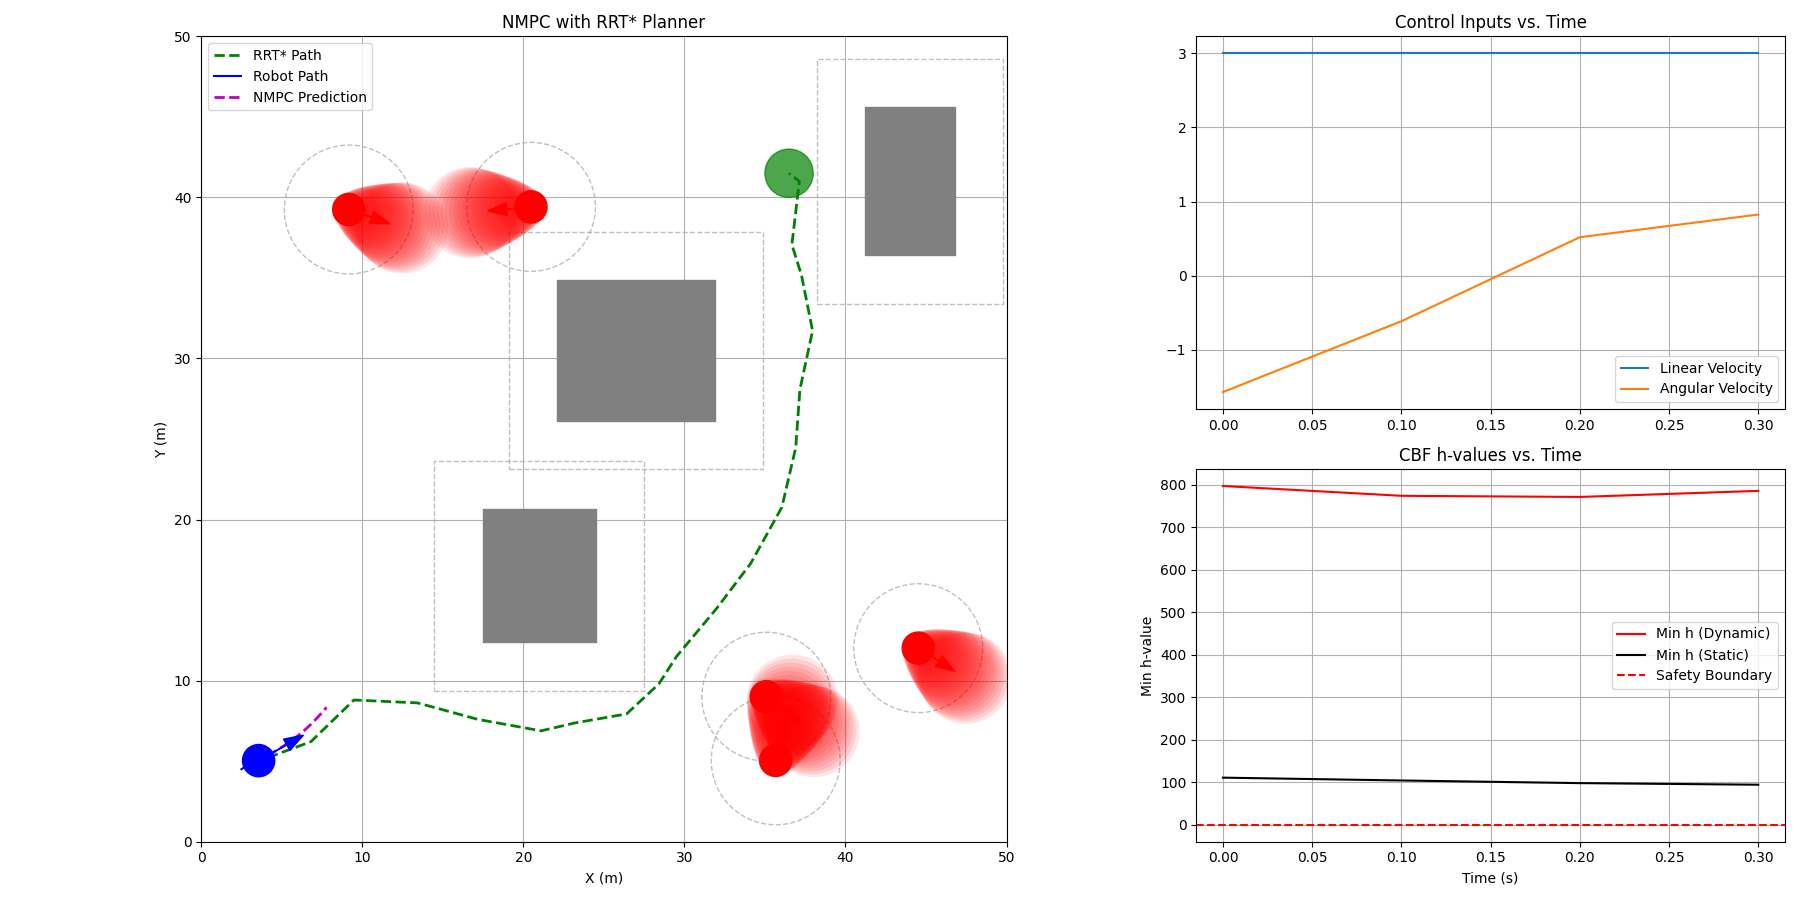 NMPC with RRT* Planner
RRT* Path
Robot Path
NMPC Prediction
50
40
30
20
10
0
Y (m)
0 10 20 30 40 50
X (m)
Control Inputs vs. Time
3
2
1
0
−1
Linear Velocity
Angular Velocity
0.00 0.05 0.10 0.15 0.20 0.25 0.30
CBF h-values vs. Time
800
700
600
500
400
300
200
100
0
Min h-value
Min h (Dynamic)
Min h (Static)
Safety Boundary
0.00 0.05 0.10 0.15 0.20 0.25 0.30
Time (s)